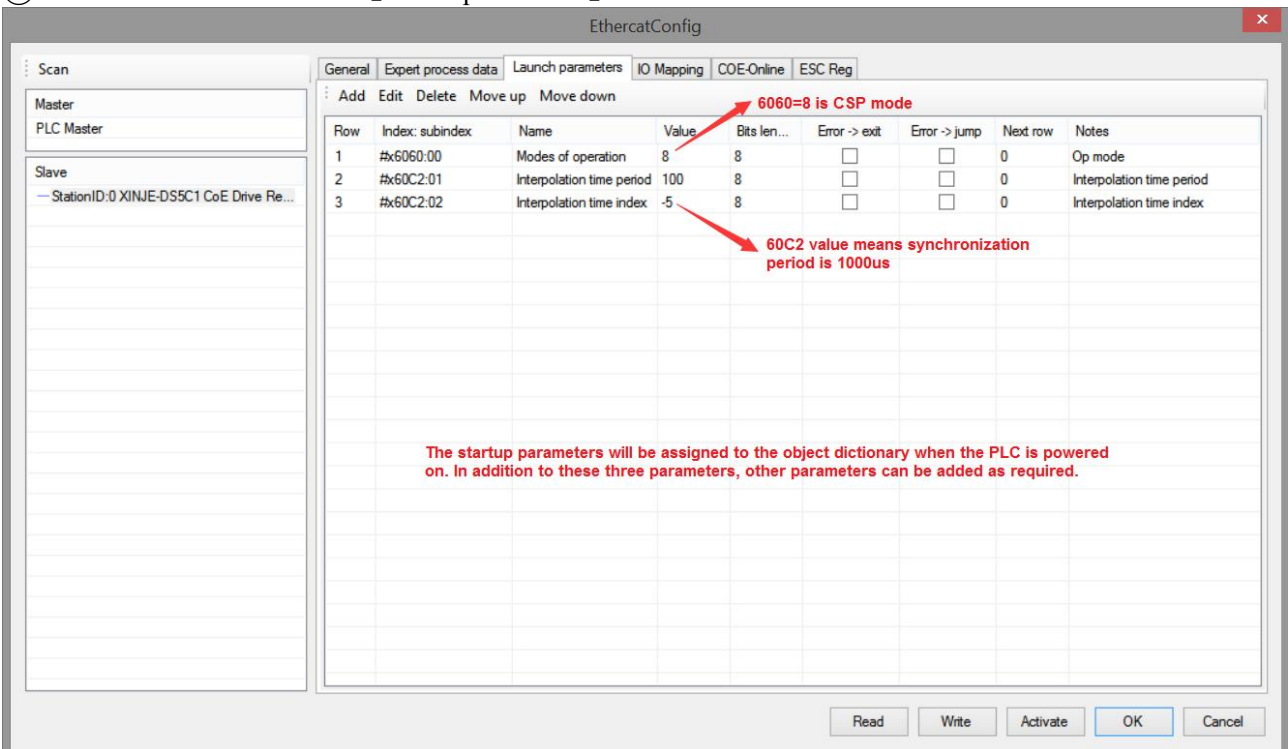 EthercatConfig
Scan
Master
PLC Master
Slave
StationID:0 XINJE-DS5C1 CoE Drive Re...
General Expert process data Launch parameters IO Mapping COE-Online ESC Reg
Add Edit Delete Move up Move down
6060=8 is CSP mode
Row Index: subindex Name Value Bits len... Error -> exit Error -> jump Next row Notes
1 #x6060:00 Modes of operation 8 8 0 Op mode
2 #x60C2:01 Interpolation time period 100 8 0 Interpolation time period
3 #x60C2:02 Interpolation time index -5 8 0 Interpolation time index
60C2 value means synchronization
period is 1000us
The startup parameters will be assigned to the object dictionary when the PLC is powered
on. In addition to these three parameters, other parameters can be added as required.
Read Write Activate OK Cancel